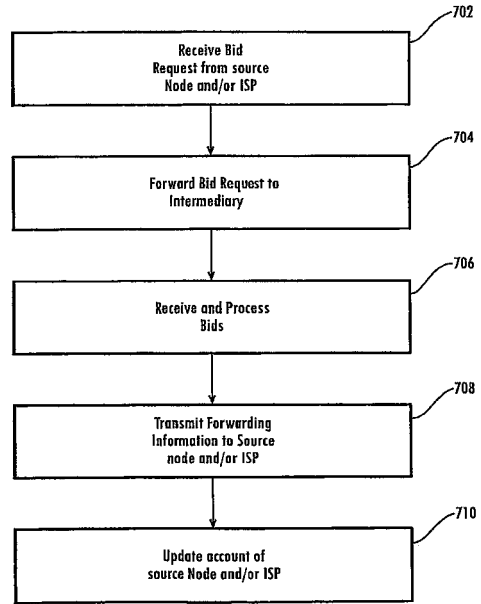 702
Receive Bid
Request from source
Node and/or ISP
704
Forward Bid Request to
Intermediary
706
Receive and Process
Bids
708
Transmit Forwarding
Information to Source
node and/or ISP
710
Update account of
source Node and/or ISP